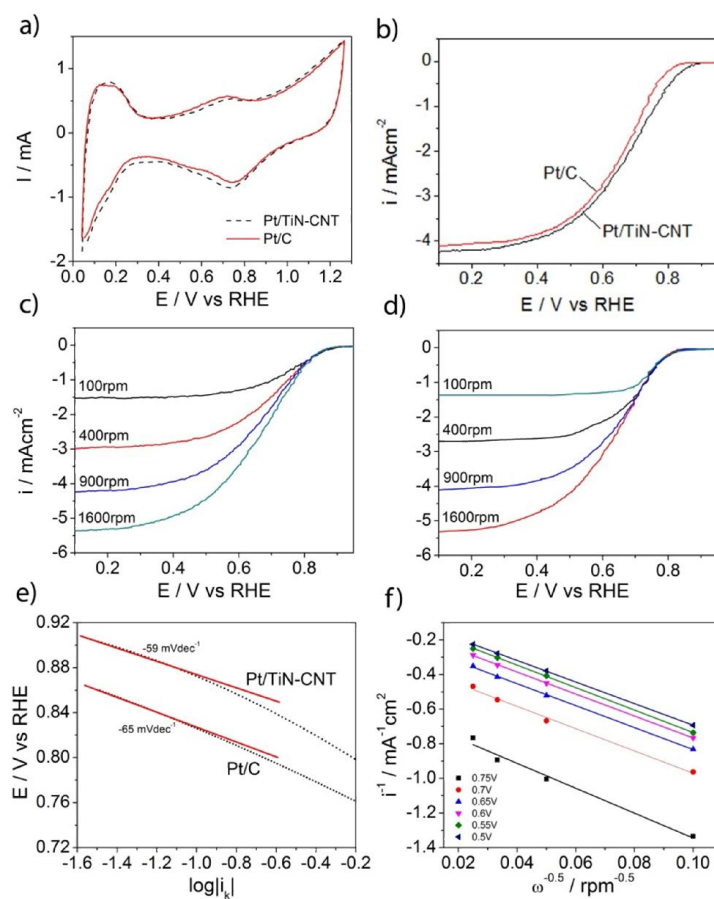 a)
I / mA
1
0
-1
-2
0.0 0.2 0.4 0.6 0.8 1.0 1.2
E / V vs RHE
Pt/TiN-CNT
Pt/C
b)
i / mAcm-2
0
-1
-2
-3
-4
0.2 0.4 0.6 0.8
E / V vs RHE
Pt/C
Pt/TiN-CNT
c)
i / mAcm-2
0
-1
-2
-3
-4
-5
-6
0.2 0.4 0.6 0.8
E / V vs RHE
100rpm
400rpm
900rpm
1600rpm
d)
i / mAcm-2
0
-1
-2
-3
-4
-5
-6
0.2 0.4 0.6 0.8
E / V vs RHE
100rpm
400rpm
900rpm
1600rpm
e)
E / V vs RHE
0.92
0.88
0.84
0.80
0.76
0.72
-1.6 -1.4 -1.2 -1.0 -0.8 -0.6 -0.4 -0.2
log|ik|
-59 mVdec-1
Pt/TiN-CNT
-65 mVdec-1
Pt/C
f)
i-1 / mA-1cm2
-0.2
-0.4
-0.6
-0.8
-1.0
-1.2
-1.4
0.02 0.04 0.06 0.08 0.10
ω-0.5 / rpm-0.5
0.75V
0.7V
0.65V
0.6V
0.55V
0.5V